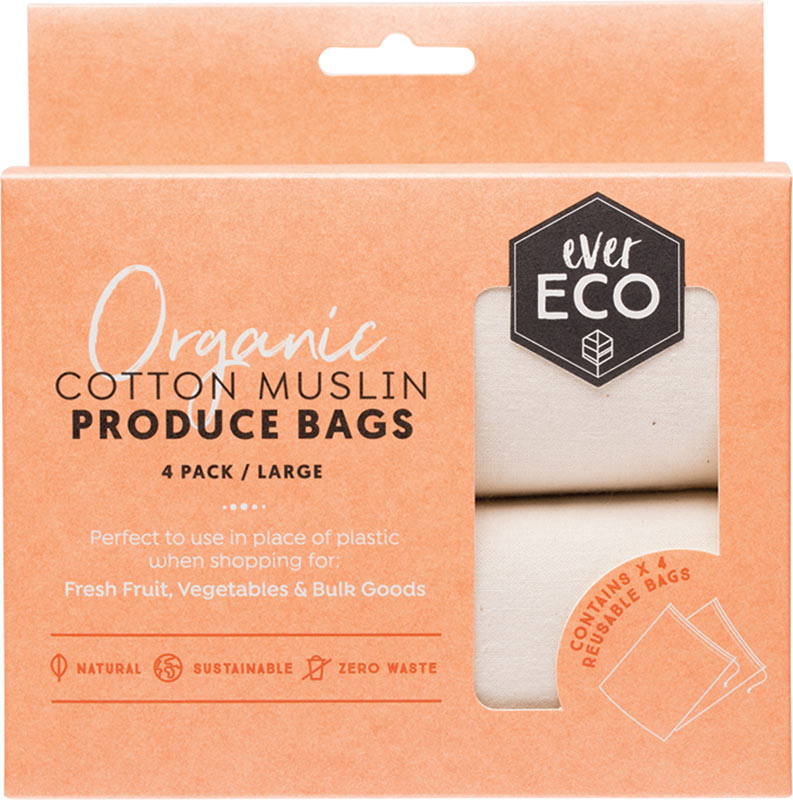 ever
ECO
Organic
COTTON MUSLIN
PRODUCE BAGS
4 PACK / LARGE
Perfect to use in place of plastic
when shopping for:
Fresh Fruit, Vegetables & Bulk Goods
NATURAL SUSTAINABLE ZERO WASTE
CONTAINS X 4
REUSABLE BAGS